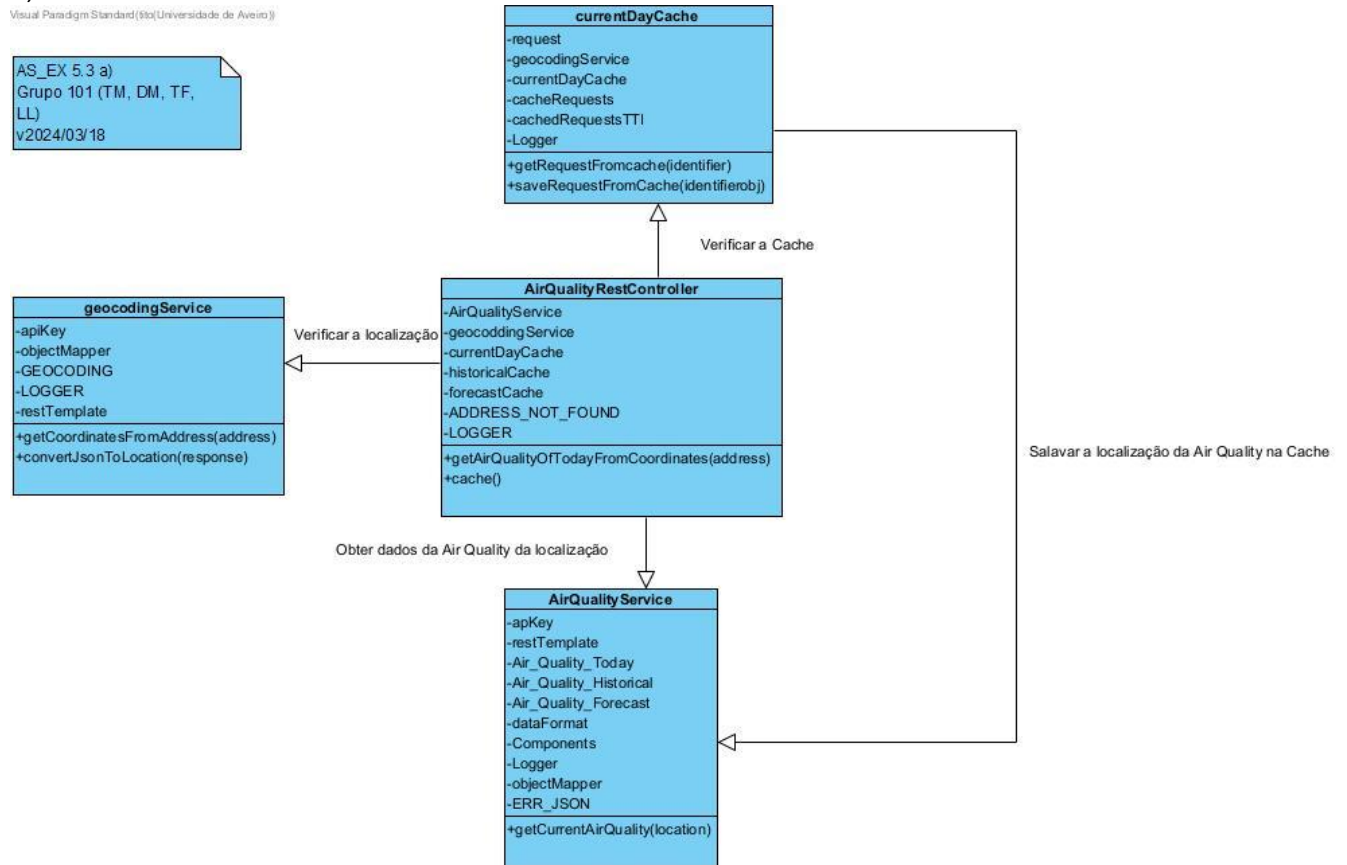 Visual Paradigm Standard(tito(Universidade de Aveiro))
AS_EX 5.3 a)
Grupo 101 (TM, DM, TF,
LL)
v2024/03/18
currentDayCache
-request
-geocodingService
-currentDayCache
-cacheRequests
-cachedRequestsTTl
-Logger
+getRequestFromcache(identifier)
+saveRequestFromCache(identifierobj)
Verificar a Cache
geocodingService
-apiKey
-objectMapper
-GEOCODING
-LOGGER
-restTemplate
+getCoordinatesFromAddress(address)
+convertJsonToLocation(response)
Verificar a localização
AirQualityRestController
-AirQualityService
-geocoddingService
-currentDayCache
-historicalCache
-forecastCache
-ADDRESS_NOT_FOUND
-LOGGER
+getAirQualityOfTodayFromCoordinates(address)
+cache()
Salavar a localização da Air Quality na Cache
Obter dados da Air Quality da localização
AirQualityService
-apKey
-restTemplate
-Air_Quality_Today
-Air_Quality_Historical
-Air_Quality_Forecast
-dataFormat
-Components
-Logger
-objectMapper
-ERR_JSON
+getCurrentAirQuality(location)